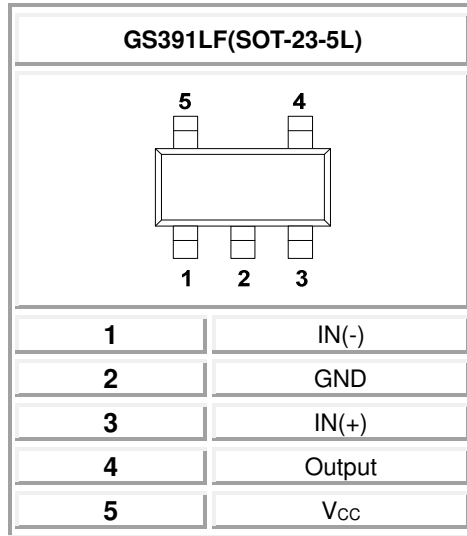 GS391LF(SOT-23-5L)
5 4
1 2 3
1 IN(-)
2 GND
3 IN(+)
4 Output
5 Vcc